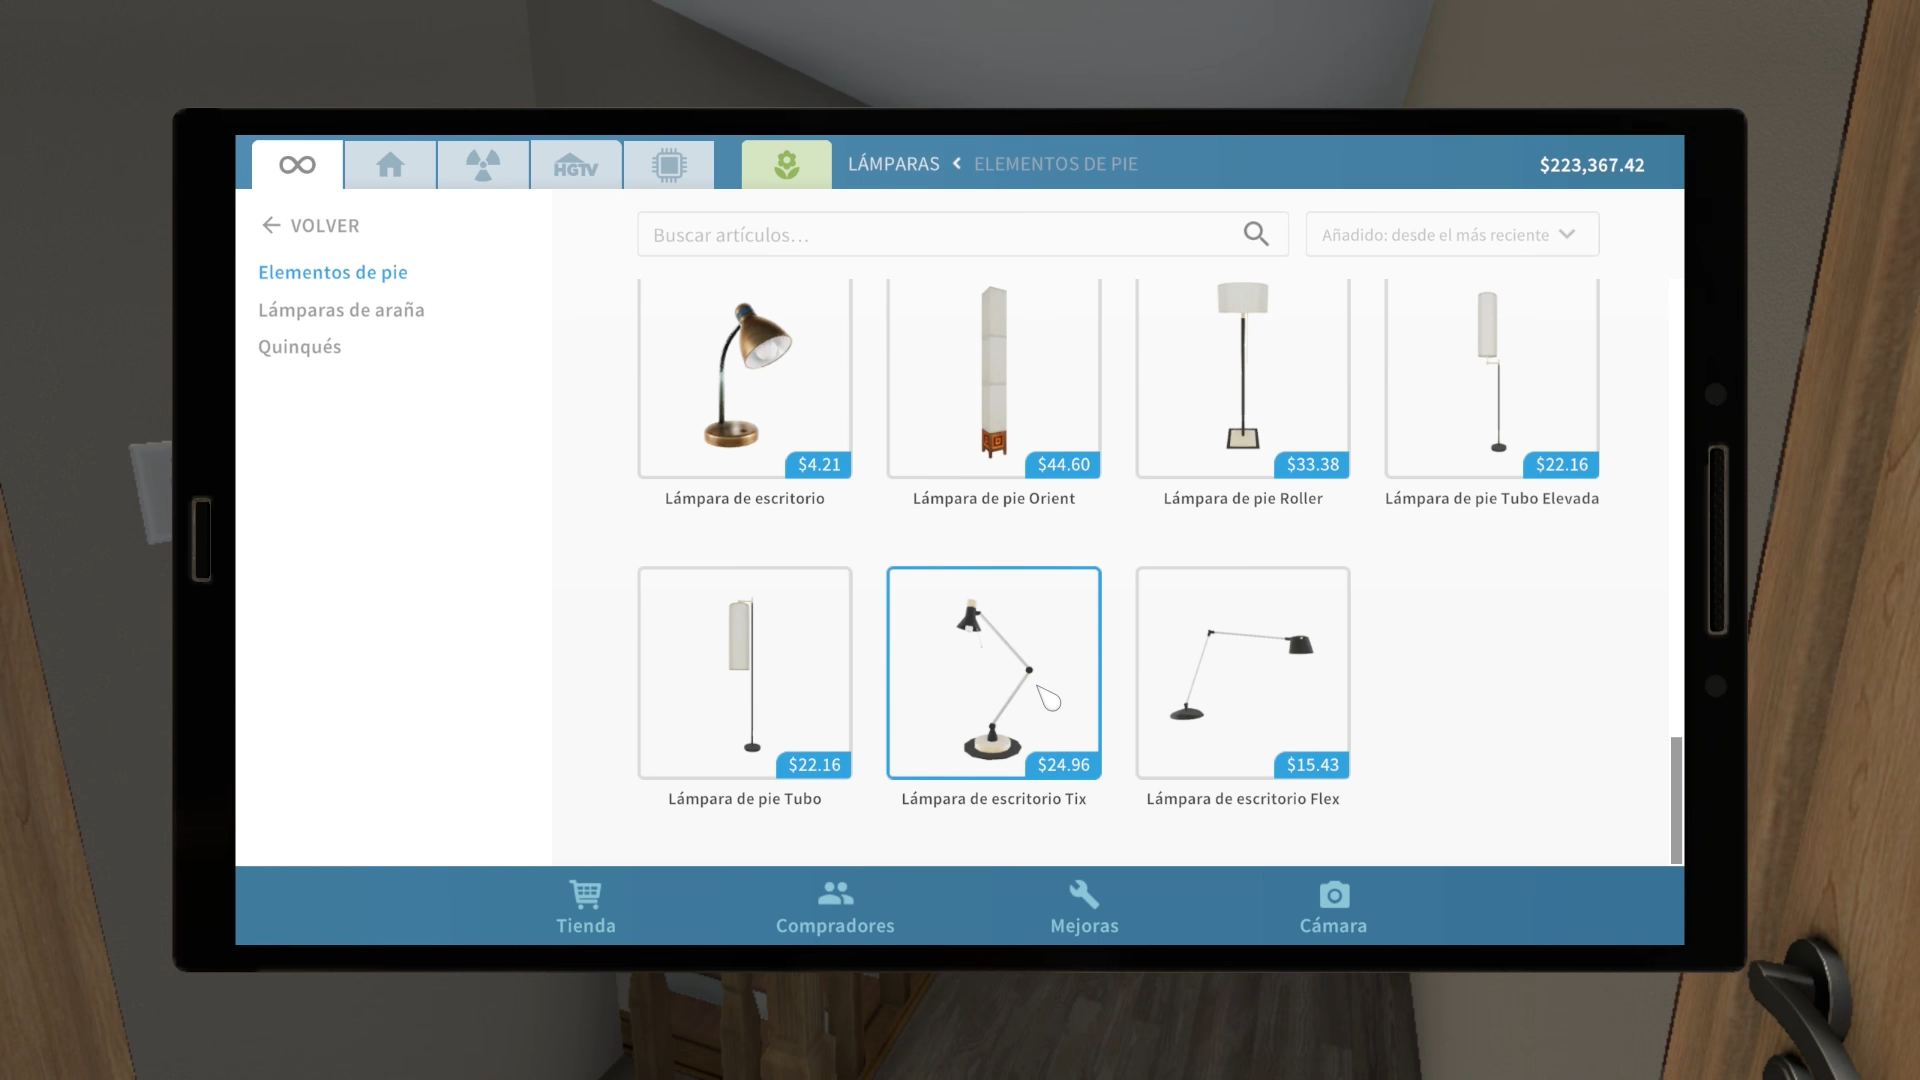 HGTV
LÁMPARAS < ELEMENTOS DE PIE
$223,367.42
VOLVER
Elementos de pie
Lámparas de araña
Quinqués
Buscar artículos...
Añadido: desde el más reciente
$4.21
$44.60
$33.38
$22.16
Lámpara de escritorio
Lámpara de pie Orient
Lámpara de pie Roller
Lámpara de pie Tubo Elevada
$22.16
$24.96
$15.43
Lámpara de pie Tubo
Lámpara de escritorio Tix
Lámpara de escritorio Flex
Tienda
Compradores
Mejoras
Cámara